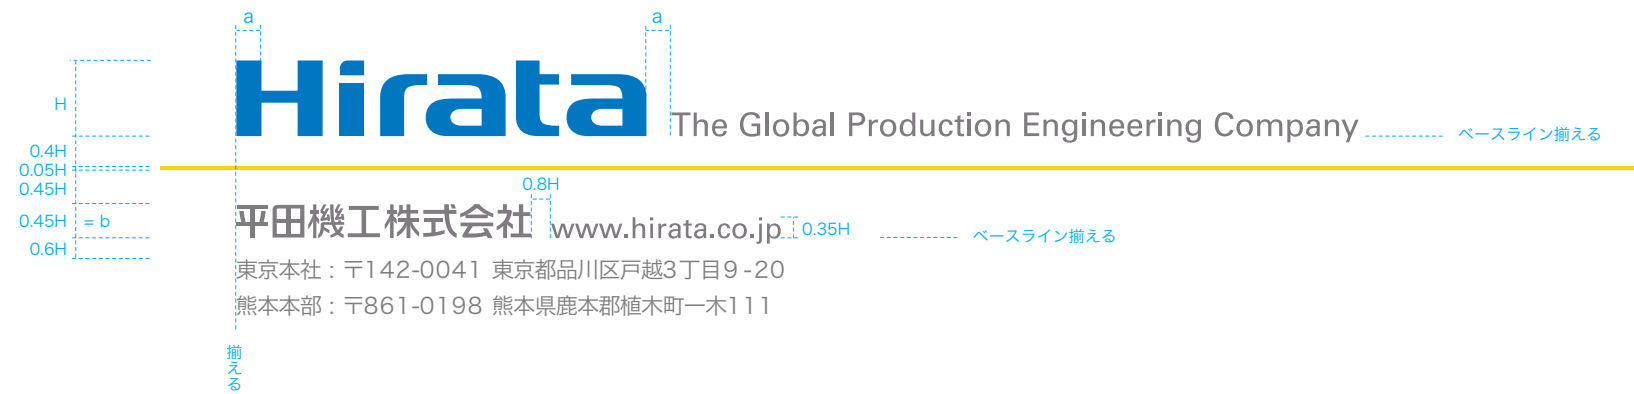 a a
H
Hirata The Global Production Engineering Company ベースライン揃える
0.4H
0.05H
0.45H
0.8H
0.45H = b 平田機工株式会社 www.hirata.co.jp 0.35H ベースライン揃える
0.6H
東京本社：〒142-0041 東京都品川区戸越3丁目9-20
熊本本部：〒861-0198 熊本県鹿本郡植木町一木111
揃える